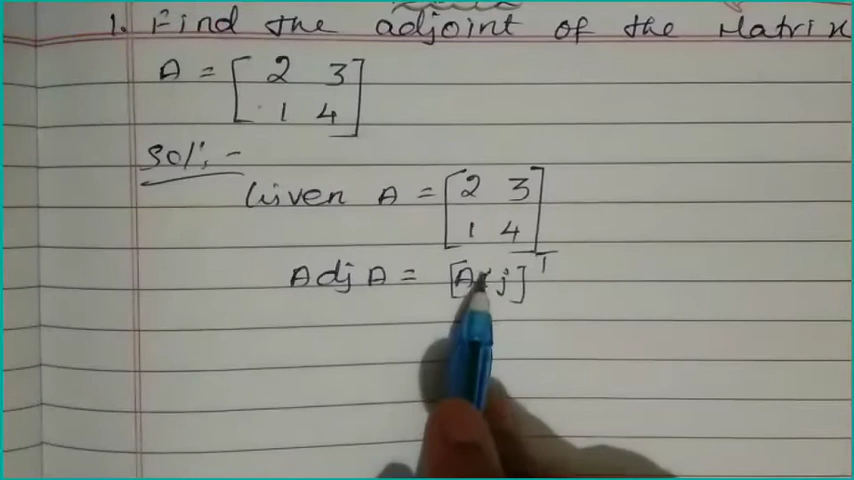 1. Find the adjoint of the Matrix
A = [ 2 3
1 4 ]
Sol:-
Given A = [ 2 3
1 4 ]
Adj A = [Aij]ᵀ